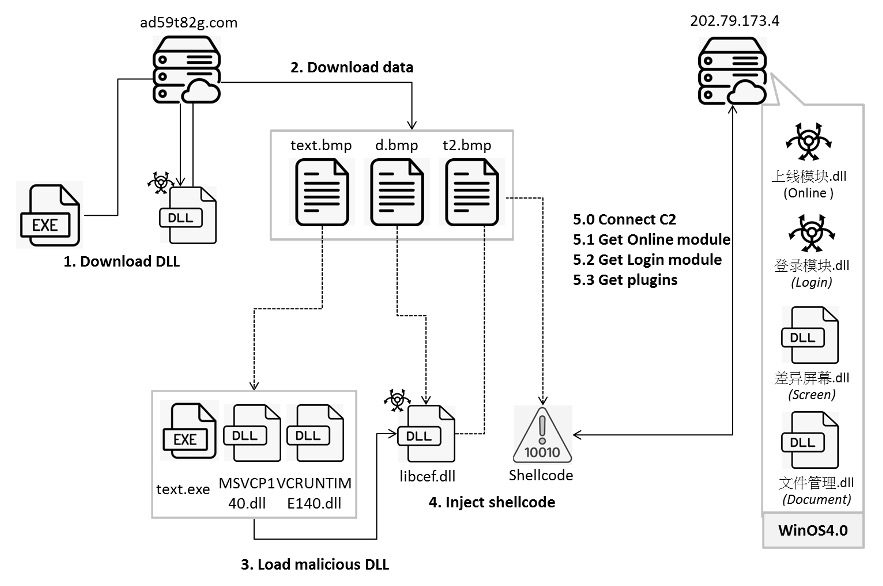 ad59t82g.com
202.79.173.4
2. Download data
text.bmp
d.bmp
t2.bmp
EXE
DLL
1. Download DLL
5.0 Connect C2
5.1 Get Online module
5.2 Get Login module
5.3 Get plugins
上线模块.dll
(Online )
登录模块.dll
(Login)
DLL
差异屏幕.dll
(Screen)
DLL
文件管理.dll
(Document)
WinOS4.0
EXE
DLL
DLL
text.exe
MSVCP1
40.dll
VCRUNTIM
E140.dll
DLL
libcef.dll
10010
Shellcode
4. Inject shellcode
3. Load malicious DLL